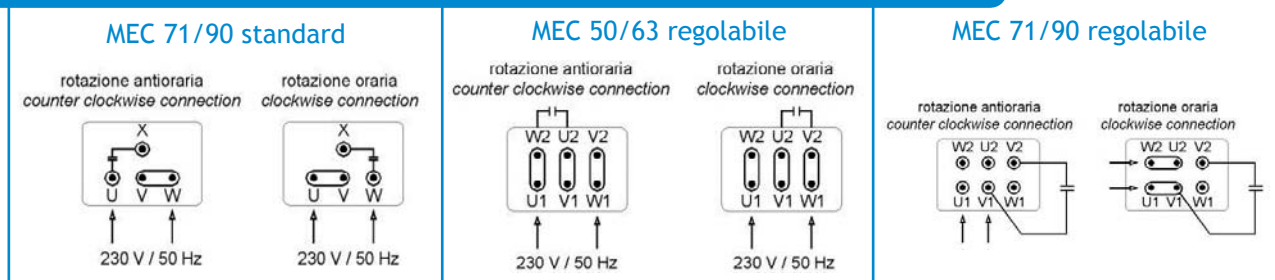 MEC 71/90 standard
rotazione antioraria
counter clockwise connection
X
U V W
230 V / 50 Hz
rotazione oraria
clockwise connection
X
U V W
230 V / 50 Hz
MEC 50/63 regolabile
rotazione antioraria
counter clockwise connection
W2 U2 V2
U1 V1 W1
230 V / 50 Hz
rotazione oraria
clockwise connection
W2 U2 V2
U1 V1 W1
230 V / 50 Hz
MEC 71/90 regolabile
rotazione antioraria
counter clockwise connection
W2 U2 V2
U1 V1 W1
rotazione oraria
clockwise connection
W2 U2 V2
U1 V1 W1